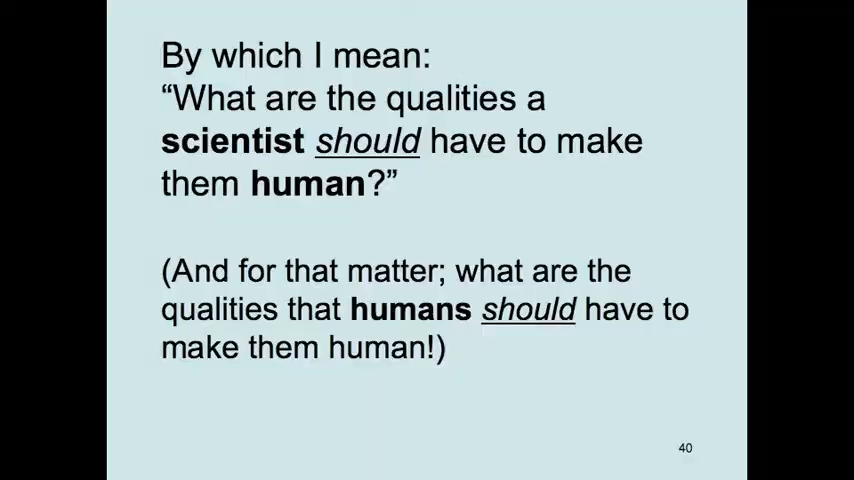 By which I mean:
“What are the qualities a
scientist should have to make
them human?”
(And for that matter; what are the
qualities that humans should have to
make them human!)
40